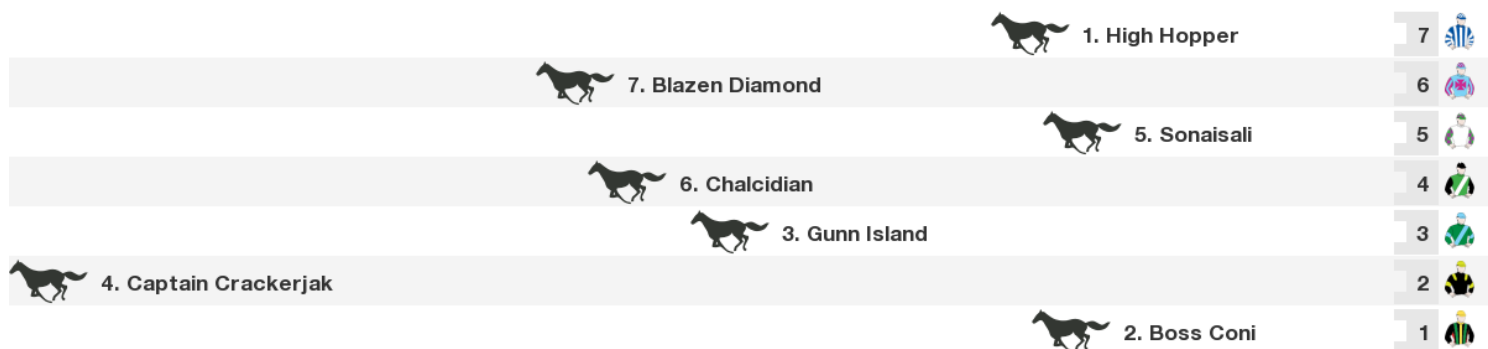 1. High Hopper 7
7. Blazen Diamond 6
5. Sonaisali 5
6. Chalcidian 4
3. Gunn Island 3
4. Captain Crackerjak 2
2. Boss Coni 1